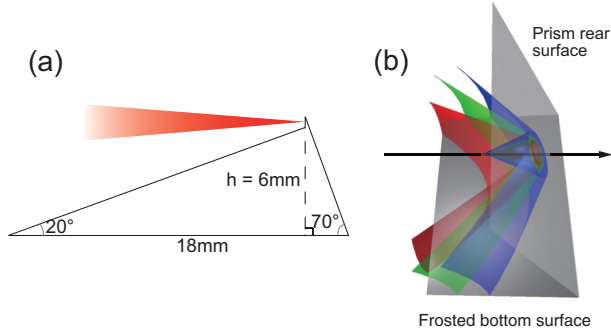 (a)
h = 6mm
20°
70°
18mm
(b)
Prism rear
surface
Frosted bottom surface